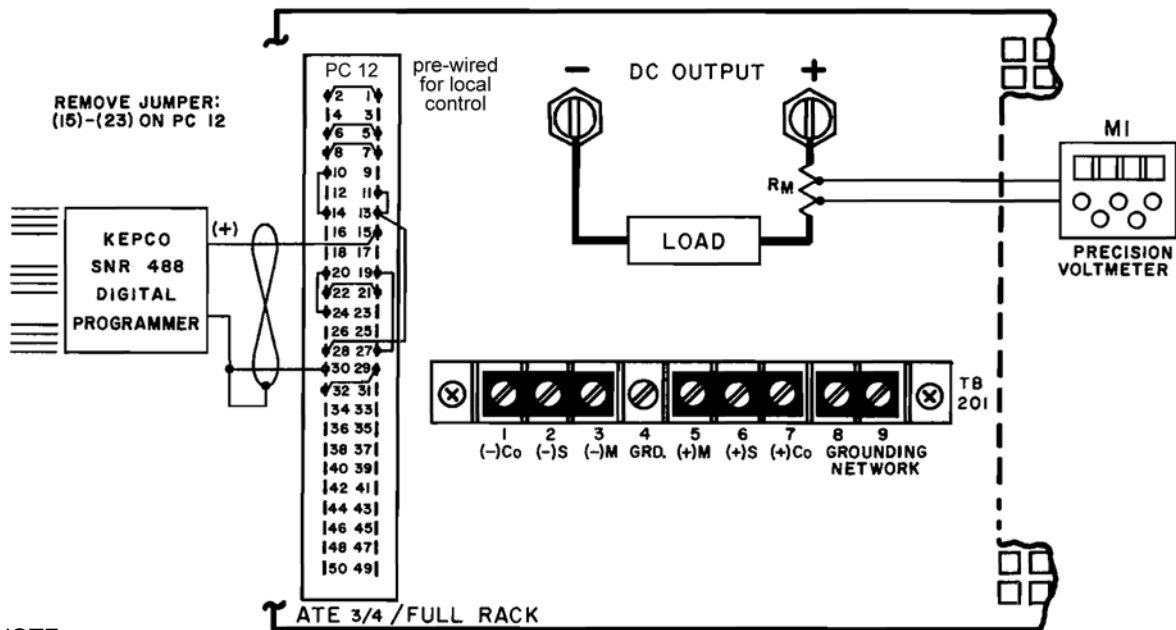 PC 12
pre-wired
for local
control
REMOVE JUMPER:
(15)-(23) ON PC 12
− DC OUTPUT +
2 1
4 3
6 5
8 7
10 9
12 11
14 13
16 15
18 17
20 19
22 21
24 23
26 25
28 27
30 29
32 31
34 33
36 35
38 37
40 39
42 41
44 43
46 45
48 47
50 49
KEPCO
SNR 488
DIGITAL
PROGRAMMER
(+)
RM
LOAD
M1
PRECISION
VOLTMETER
TB
201
1 2 3 4 5 6 7 8 9
(-)Co (-)S (-)M GRD. (+)M (+)S (+)Co GROUNDING
NETWORK
ATE 3/4 / FULL RACK